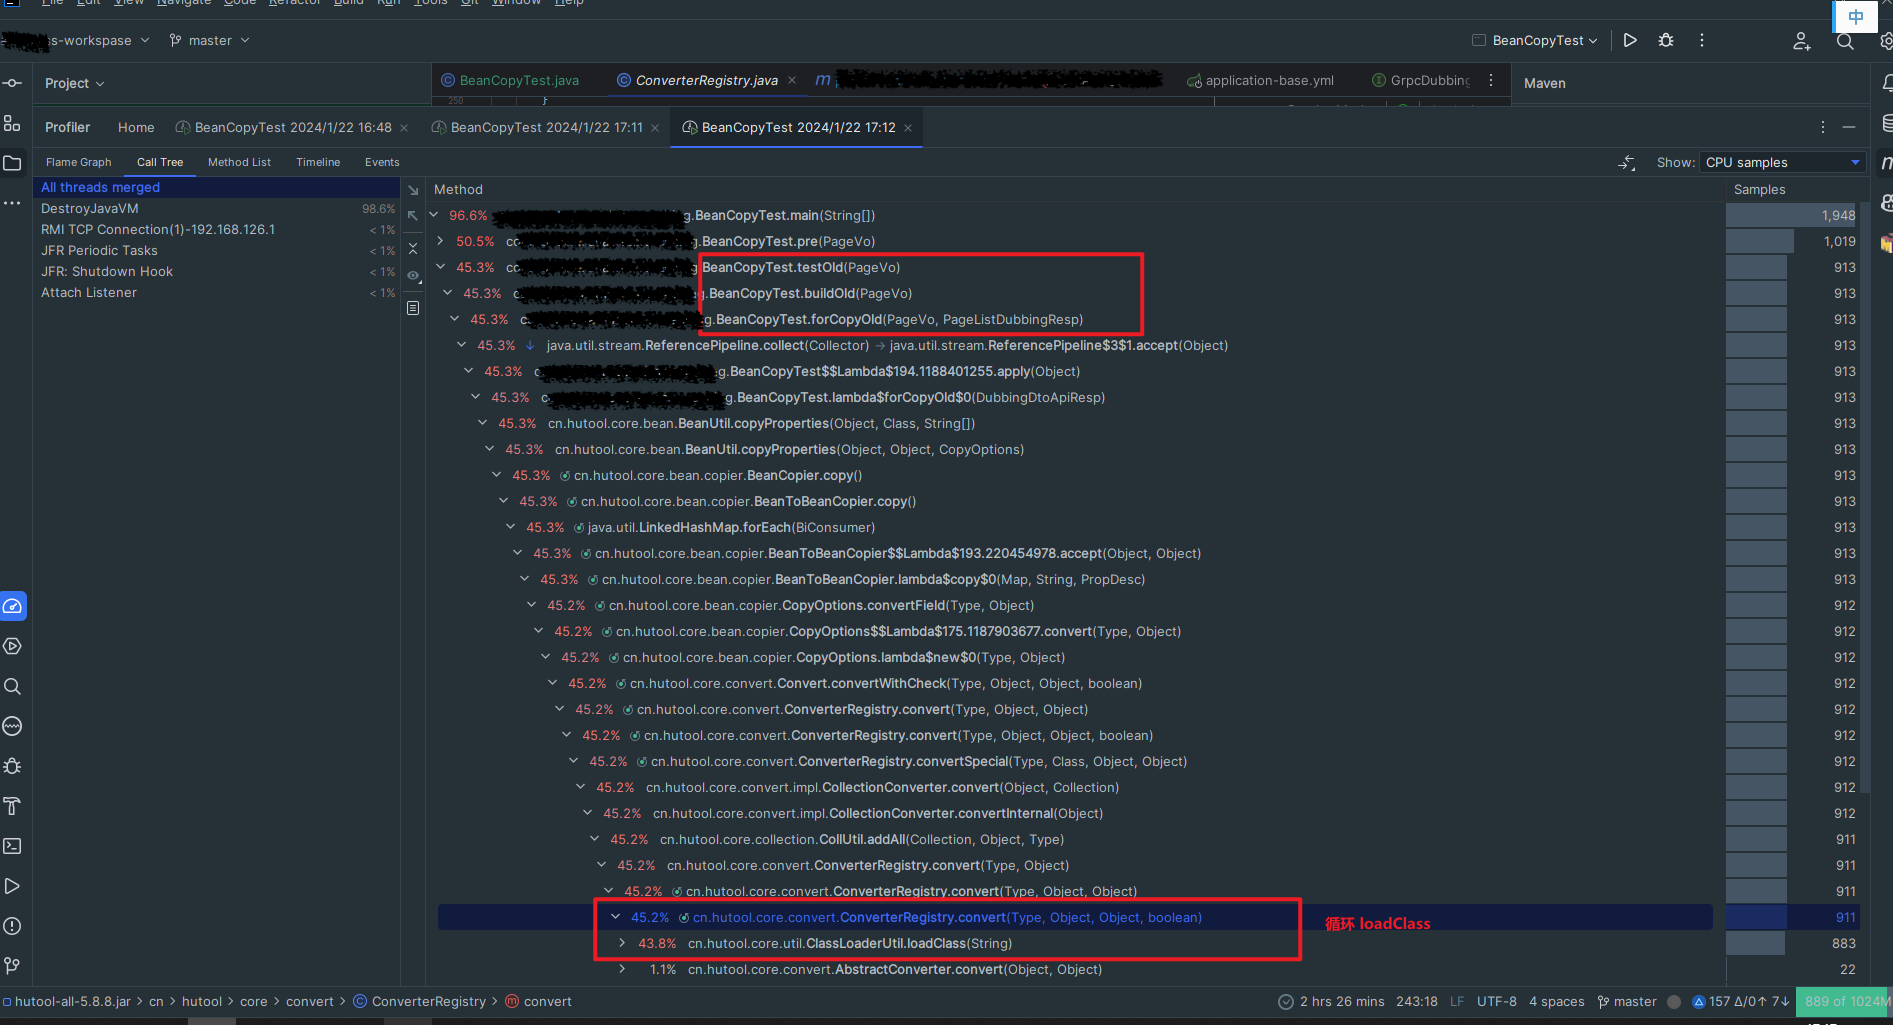 File Edit View Navigate Code Refactor Build Run Tools Git Window Help
中
s-workspase master BeanCopyTest
Project BeanCopyTest.java ConverterRegistry.java m application-base.yml GrpcDubbing Maven
250 }
Profiler Home BeanCopyTest 2024/1/22 16:48 BeanCopyTest 2024/1/22 17:11 BeanCopyTest 2024/1/22 17:12
Flame Graph Call Tree Method List Timeline Events Show: CPU samples
All threads merged
DestroyJavaVM 98.6%
RMI TCP Connection(1)-192.168.126.1 < 1%
JFR Periodic Tasks < 1%
JFR: Shutdown Hook < 1%
Attach Listener < 1%
Method Samples
96.6% g.BeanCopyTest.main(String[]) 1,948
50.5% cc g.BeanCopyTest.pre(PageVo) 1,019
45.3% cc BeanCopyTest.testOld(PageVo) 913
45.3% c .BeanCopyTest.buildOld(PageVo) 913
45.3% c g.BeanCopyTest.forCopyOld(PageVo, PageListDubbingResp) 913
45.3% ↓ java.util.stream.ReferencePipeline.collect(Collector) → java.util.stream.ReferencePipeline$3$1.accept(Object) 913
45.3% c g.BeanCopyTest$$Lambda$194.1188401255.apply(Object) 913
45.3% c g.BeanCopyTest.lambda$forCopyOld$0(DubbingDtoApiResp) 913
45.3% cn.hutool.core.bean.BeanUtil.copyProperties(Object, Class, String[]) 913
45.3% cn.hutool.core.bean.BeanUtil.copyProperties(Object, Object, CopyOptions) 913
45.3% cn.hutool.core.bean.copier.BeanCopier.copy() 913
45.3% cn.hutool.core.bean.copier.BeanToBeanCopier.copy() 913
45.3% java.util.LinkedHashMap.forEach(BiConsumer) 913
45.3% cn.hutool.core.bean.copier.BeanToBeanCopier$$Lambda$193.220454978.accept(Object, Object) 913
45.3% cn.hutool.core.bean.copier.BeanToBeanCopier.lambda$copy$0(Map, String, PropDesc) 913
45.2% cn.hutool.core.bean.copier.CopyOptions.convertField(Type, Object) 912
45.2% cn.hutool.core.bean.copier.CopyOptions$$Lambda$175.1187903677.convert(Type, Object) 912
45.2% cn.hutool.core.bean.copier.CopyOptions.lambda$new$0(Type, Object) 912
45.2% cn.hutool.core.convert.Convert.convertWithCheck(Type, Object, Object, boolean) 912
45.2% cn.hutool.core.convert.ConverterRegistry.convert(Type, Object, Object) 912
45.2% cn.hutool.core.convert.ConverterRegistry.convert(Type, Object, Object, boolean) 912
45.2% cn.hutool.core.convert.ConverterRegistry.convertSpecial(Type, Class, Object, Object) 912
45.2% cn.hutool.core.convert.impl.CollectionConverter.convert(Object, Collection) 912
45.2% cn.hutool.core.convert.impl.CollectionConverter.convertInternal(Object) 912
45.2% cn.hutool.core.collection.CollUtil.addAll(Collection, Object, Type) 911
45.2% cn.hutool.core.convert.ConverterRegistry.convert(Type, Object) 911
45.2% cn.hutool.core.convert.ConverterRegistry.convert(Type, Object, Object) 911
45.2% cn.hutool.core.convert.ConverterRegistry.convert(Type, Object, Object, boolean) 循环 loadClass 911
43.8% cn.hutool.core.util.ClassLoaderUtil.loadClass(String) 883
1.1% cn.hutool.core.convert.AbstractConverter.convert(Object, Object) 22
hutool-all-5.8.8.jar > cn > hutool > core > convert > ConverterRegistry > convert 2 hrs 26 mins 243:18 LF UTF-8 4 spaces master 157 Δ/0↑ 7↓ 889 of 1024M